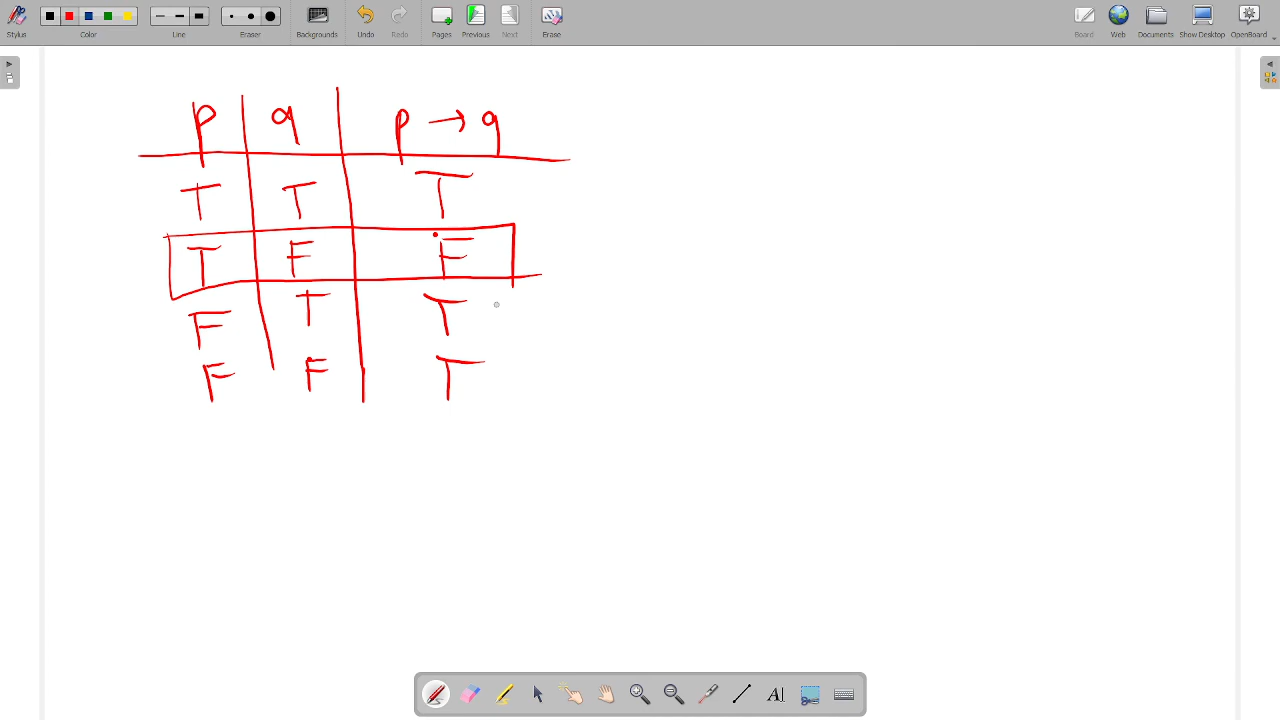 Stylus Color Line Eraser Backgrounds Undo Redo Pages Previous Next Erase Board Web Documents Show Desktop OpenBoard
p q p → q
T T T
T F F
F T T
F F T